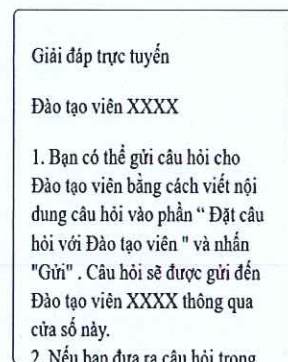 Giải đáp trực tuyến
Đào tạo viên XXXX
1. Bạn có thể gửi câu hỏi cho
Đào tạo viên bằng cách viết nội
dung câu hỏi vào phần “ Đặt câu
hỏi với Đào tạo viên " và nhấn
"Gửi" . Câu hỏi sẽ được gửi đến
Đào tạo viên XXXX thông qua
cửa sổ này.
2. Nếu bạn đưa ra câu hỏi trong